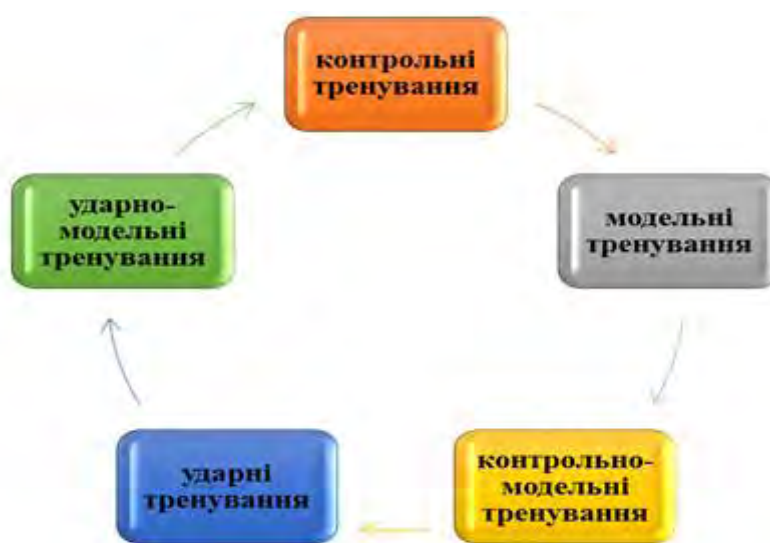 контрольні
тренування
модельні
тренування
контрольно-
модельні
тренування
ударні
тренування
ударно-
модельні
тренування